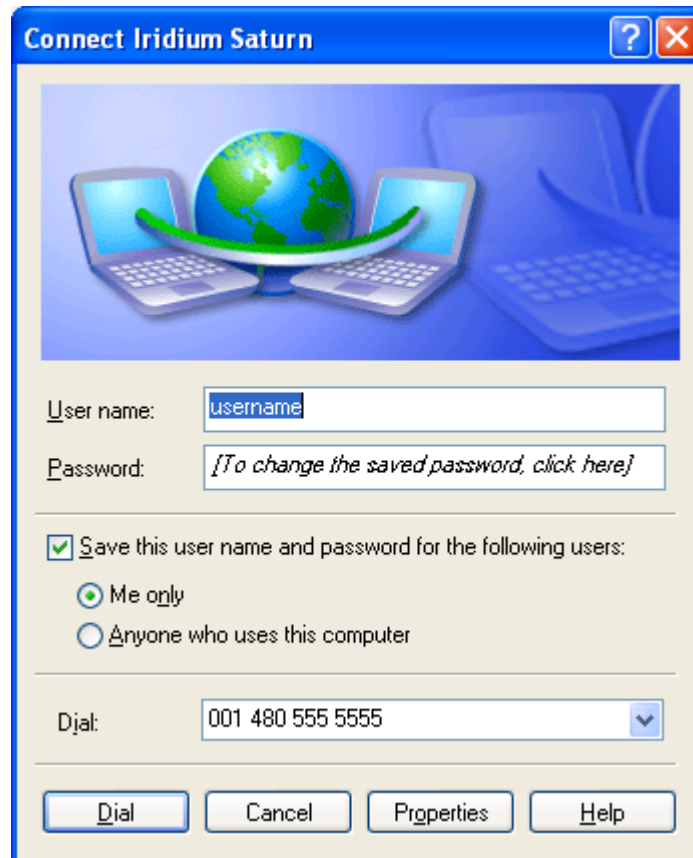 Connect Iridium Saturn
User name: username
Password: [To change the saved password, click here]
Save this user name and password for the following users:
Me only
Anyone who uses this computer
Dial: 001 480 555 5555
Dial Cancel Properties Help